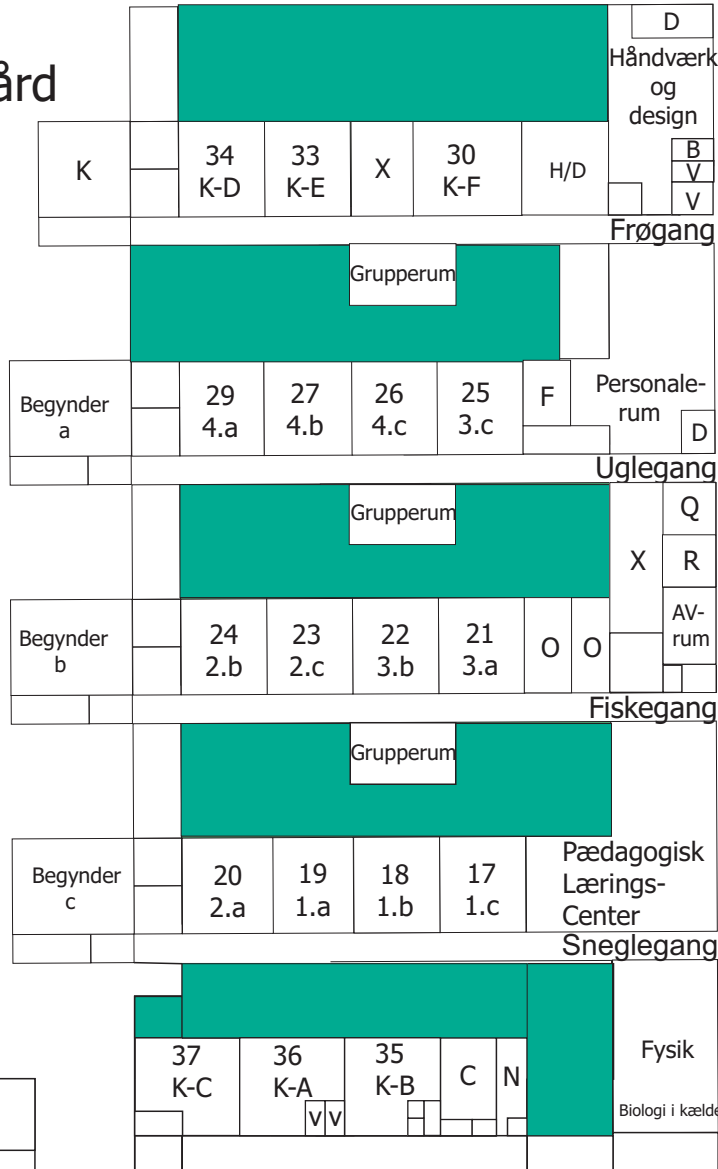 ård
D
Håndværk
og
design
K
34
K-D
33
K-E
X
30
K-F
H/D
B
V
V
Frøgang
Grupperum
Begynder
a
29
4.a
27
4.b
26
4.c
25
3.c
F
Personale-
rum
D
Uglegang
Grupperum
Q
X
R
Begynder
b
24
2.b
23
2.c
22
3.b
21
3.a
O
O
AV-
rum
Fiskegang
Grupperum
Begynder
c
20
2.a
19
1.a
18
1.b
17
1.c
Pædagogisk
Lærings-
Center
Sneglegang
37
K-C
36
K-A
V
V
35
K-B
C
N
Fysik
Biologi i kælde